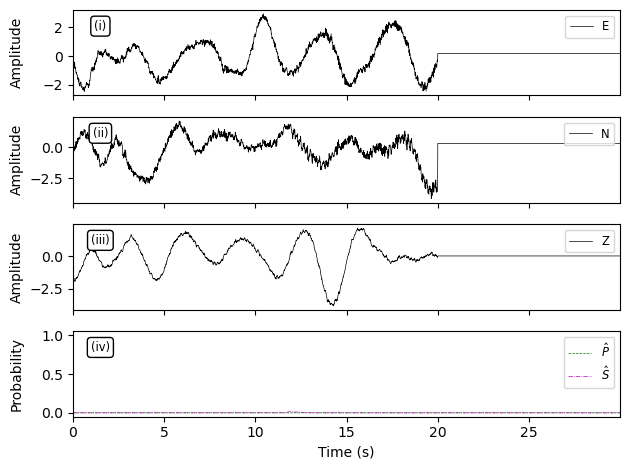 (i)
E
Amplitude
2
0
−2
(ii)
N
Amplitude
0.0
−2.5
(iii)
Z
Amplitude
0.0
−2.5
(iv)
P̂
Ŝ
Probability
1.0
0.5
0.0
0 5 10 15 20 25
Time (s)